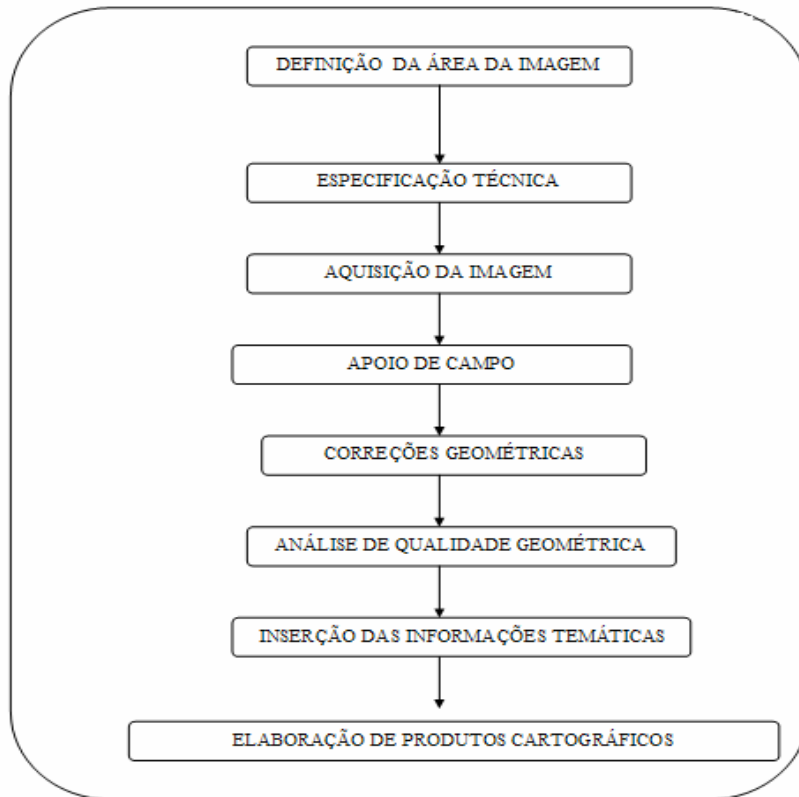 DEFINIÇÃO DA ÁREA DA IMAGEM
ESPECIFICAÇÃO TÉCNICA
AQUISIÇÃO DA IMAGEM
APOIO DE CAMPO
CORREÇÕES GEOMÉTRICAS
ANÁLISE DE QUALIDADE GEOMÉTRICA
INSERÇÃO DAS INFORMAÇÕES TEMÁTICAS
ELABORAÇÃO DE PRODUTOS CARTOGRÁFICOS